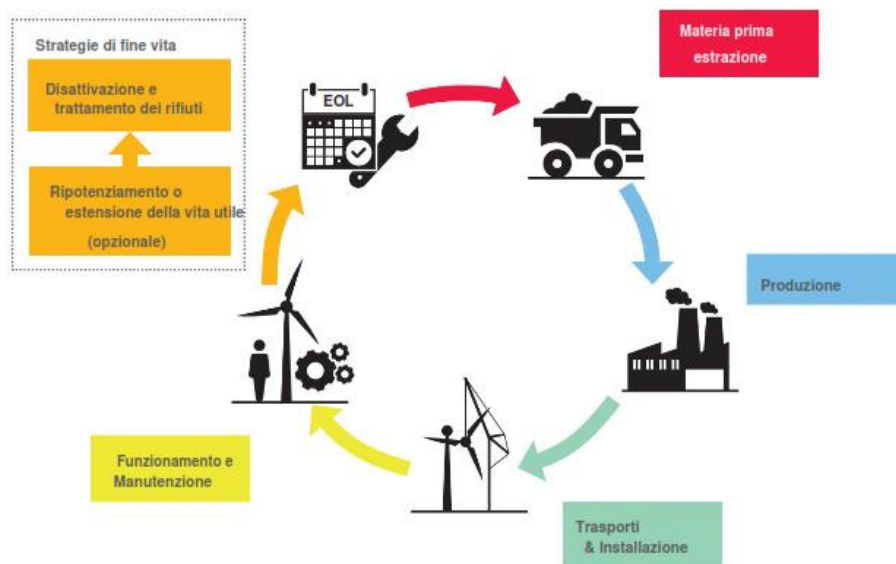 Strategie di fine vita
Disattivazione e
trattamento dei rifiuti
Ripotenziamento o
estensione della vita utile
(opzionale)
EOL
Materia prima
estrazione
Produzione
Trasporti
& Installazione
Funzionamento e
Manutenzione